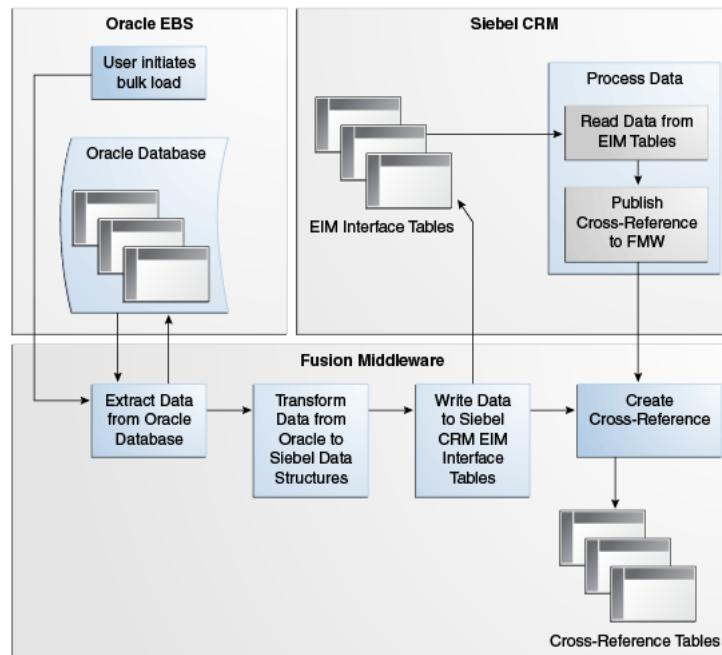 Oracle EBS
User initiates
bulk load
Oracle Database
Siebel CRM
EIM Interface Tables
Process Data
Read Data from
EIM Tables
Publish
Cross-Reference
to FMW
Fusion Middleware
Extract Data
from Oracle
Database
Transform
Data from
Oracle to
Siebel Data
Structures
Write Data
to Siebel
CRM EIM
Interface
Tables
Create
Cross-Reference
Cross-Reference Tables